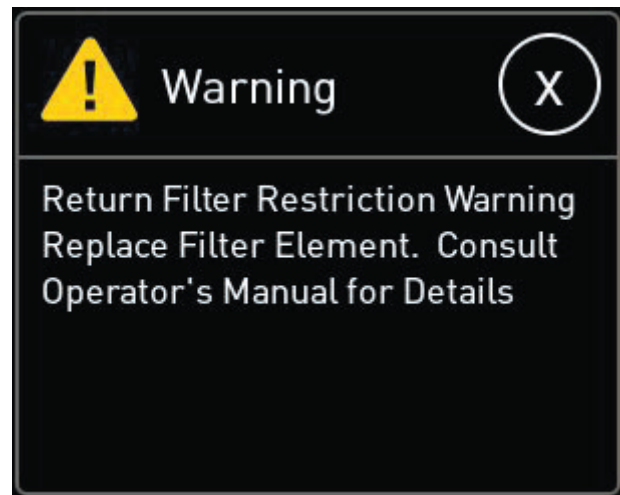 Warning
X
Return Filter Restriction Warning
Replace Filter Element.  Consult
Operator's Manual for Details